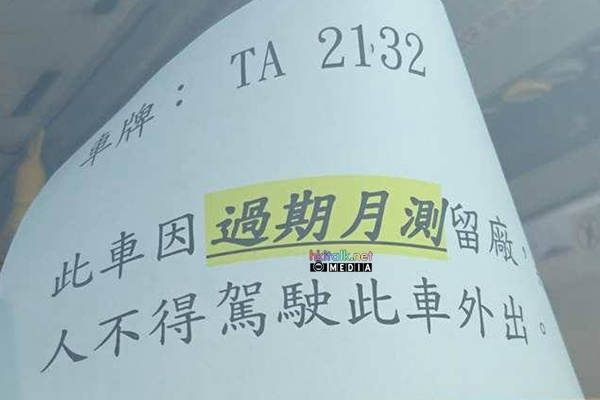 車牌： TA 2132
此車因過期月測留廠，
hkitalk.net
MEDIA
人不得駕駛此車外出。